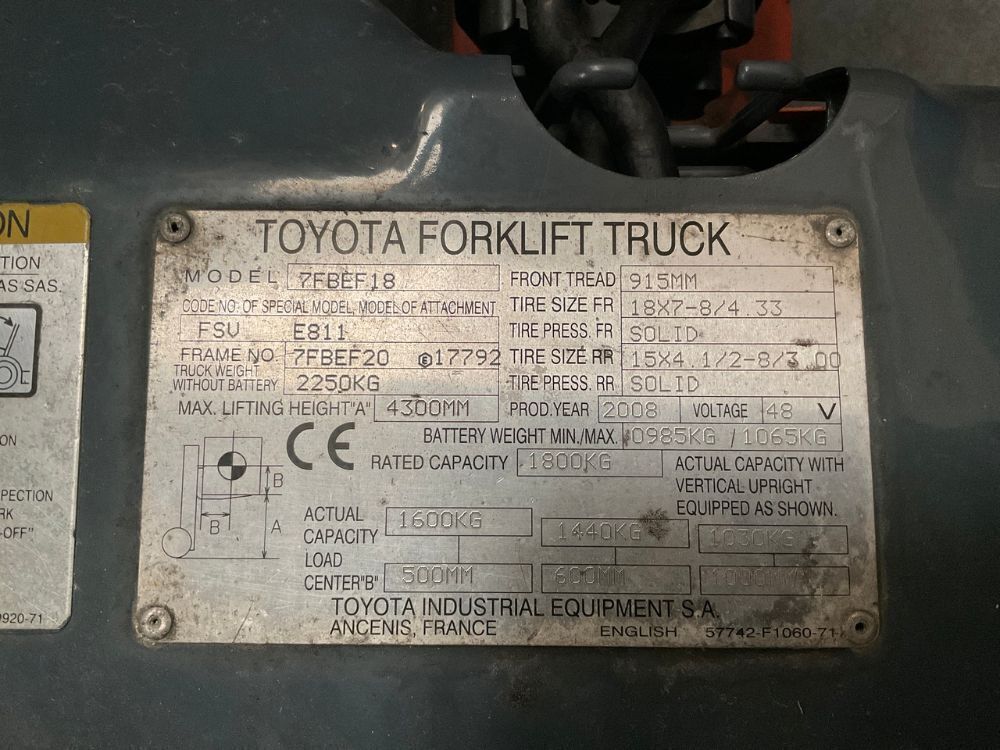 TOYOTA FORKLIFT TRUCK
MODEL 7FBEF18
CODE NO. OF SPECIAL MODEL, MODEL OF ATTACHMENT
FSV E811
FRAME NO. 7FBEF20 Ⓔ17792
TRUCK WEIGHT
WITHOUT BATTERY 2250KG
MAX. LIFTING HEIGHT"A" 4300MM
FRONT TREAD 915MM
TIRE SIZE FR 18X7-8/4.33
TIRE PRESS. FR SOLID
TIRE SIZE RR 15X4.1/2-8/3.00
TIRE PRESS. RR SOLID
PROD. YEAR 2008 VOLTAGE 48 V
BATTERY WEIGHT MIN./MAX. 0985KG / 1065KG
CE
RATED CAPACITY 1800KG
ACTUAL CAPACITY WITH
VERTICAL UPRIGHT
EQUIPPED AS SHOWN.
B
B
A
ACTUAL
CAPACITY 1600KG 1440KG 1030KG
LOAD
CENTER"B" 500MM 600MM 1000MM
TOYOTA INDUSTRIAL EQUIPMENT S.A.
ANCENIS, FRANCE ENGLISH 57742-F1060-71
ON
TION
AS SAS.
ON
PECTION
RK
-OFF"
9920-71